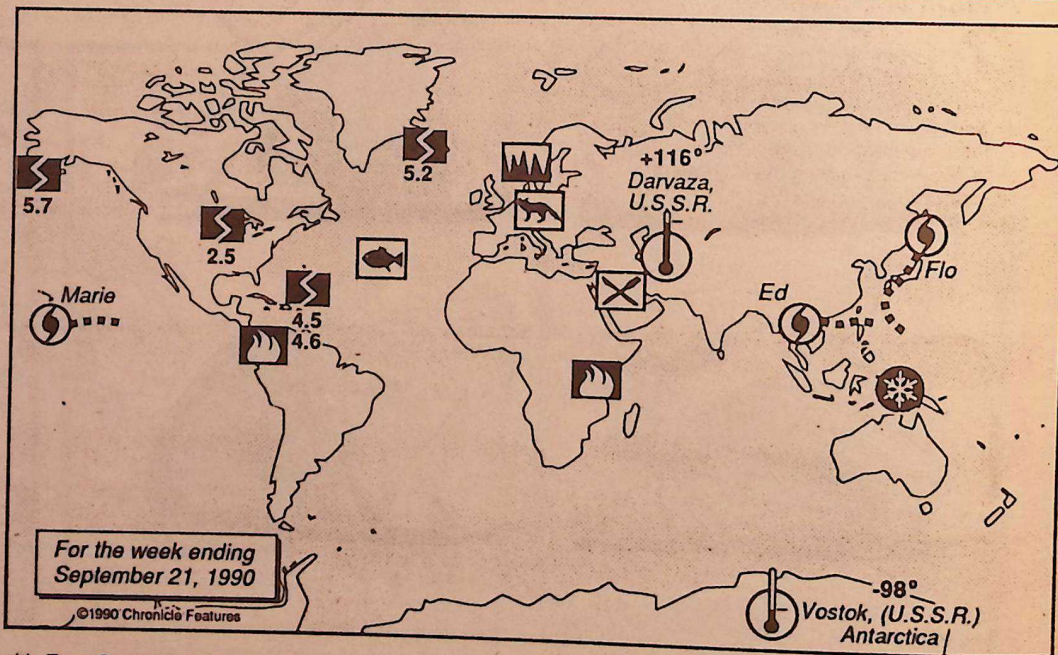 5.7
2.5
5.2
+116°
Darvaza,
U.S.S.R.
Marie
4.5
4.6
Ed
Flo
For the week ending
September 21, 1990
©1990 Chronicle Features
-98°
Vostok, (U.S.S.R.)
Antarctica